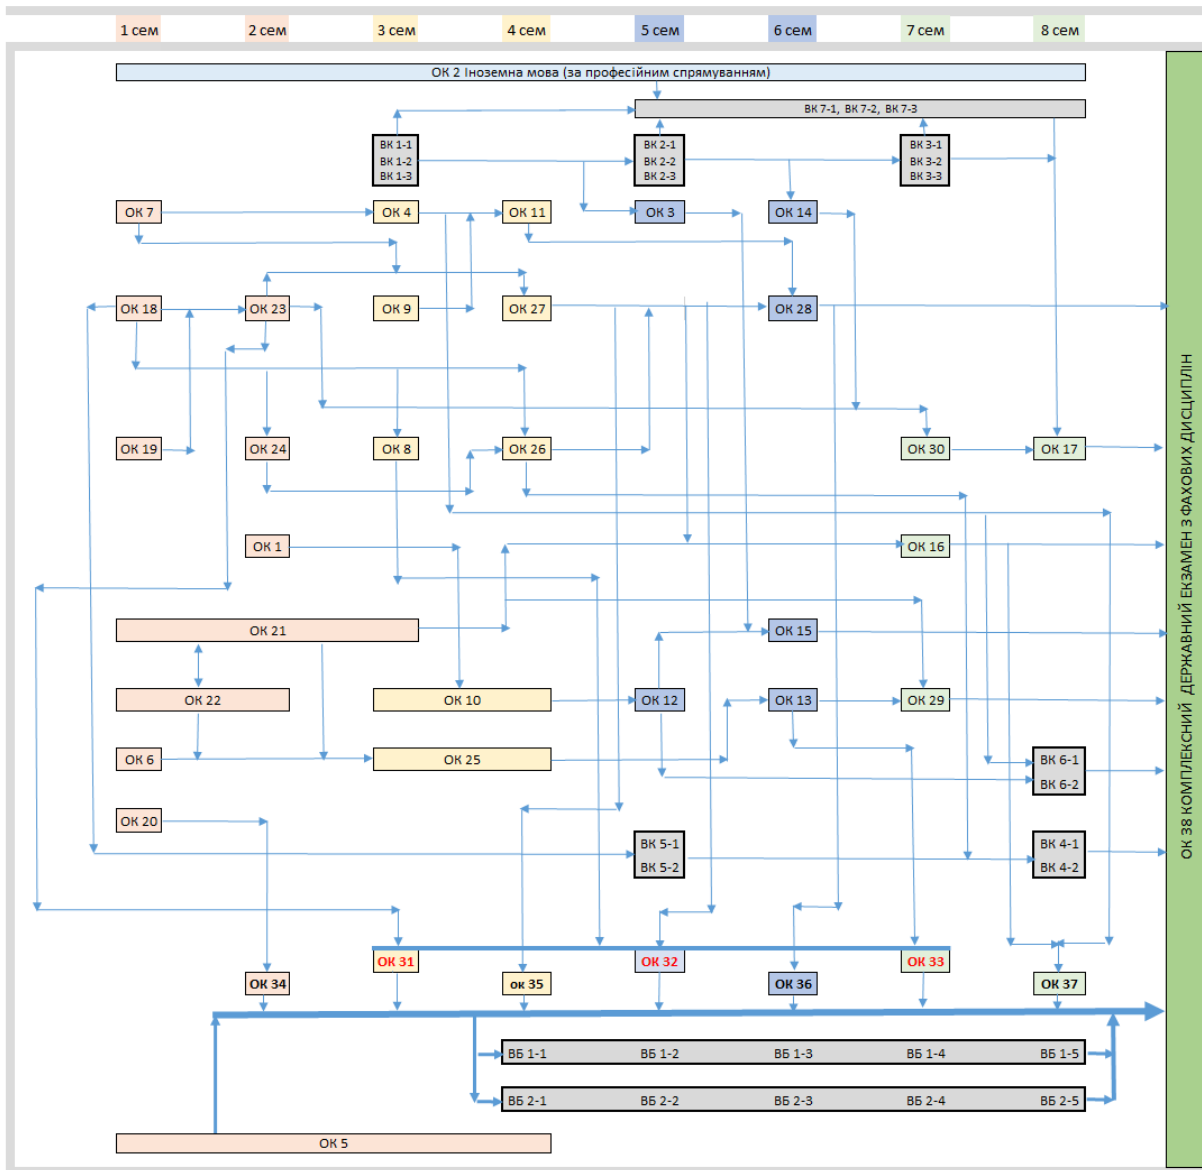 1 сем
2 сем
3 сем
4 сем
5 сем
6 сем
7 сем
8 сем
ОК 2 Іноземна мова (за професійним спрямуванням)
ВК 7-1, ВК 7-2, ВК 7-3
ВК 1-1
ВК 1-2
ВК 1-3
ВК 2-1
ВК 2-2
ВК 2-3
ВК 3-1
ВК 3-2
ВК 3-3
ОК 7
ОК 4
ОК 11
ОК 3
ОК 14
ОК 18
ОК 23
ОК 9
ОК 27
ОК 28
ОК 19
ОК 24
ОК 8
ОК 26
ОК 30
ОК 17
ОК 1
ОК 16
ОК 21
ОК 15
ОК 22
ОК 10
ОК 12
ОК 13
ОК 29
ОК 6
ОК 25
ВК 6-1
ВК 6-2
ОК 20
ВК 5-1
ВК 5-2
ВК 4-1
ВК 4-2
ОК 31
ОК 32
ОК 33
ОК 34
ок 35
ОК 36
ОК 37
ВБ 1-1
ВБ 1-2
ВБ 1-3
ВБ 1-4
ВБ 1-5
ВБ 2-1
ВБ 2-2
ВБ 2-3
ВБ 2-4
ВБ 2-5
ОК 5
ОК 38 КОМПЛЕКСНИЙ ДЕРЖАВНИЙ ЕКЗАМЕН З ФАХОВИХ ДИСЦИПЛІН